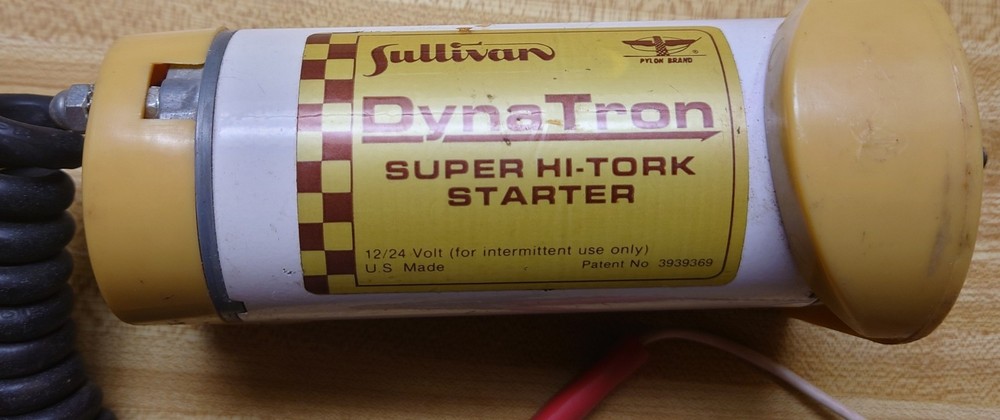 Sullivan
PYLON BRAND
®
DynaTron
SUPER HI-TORK
STARTER
12/24 Volt (for intermittent use only)
U.S Made
Patent No 3939369